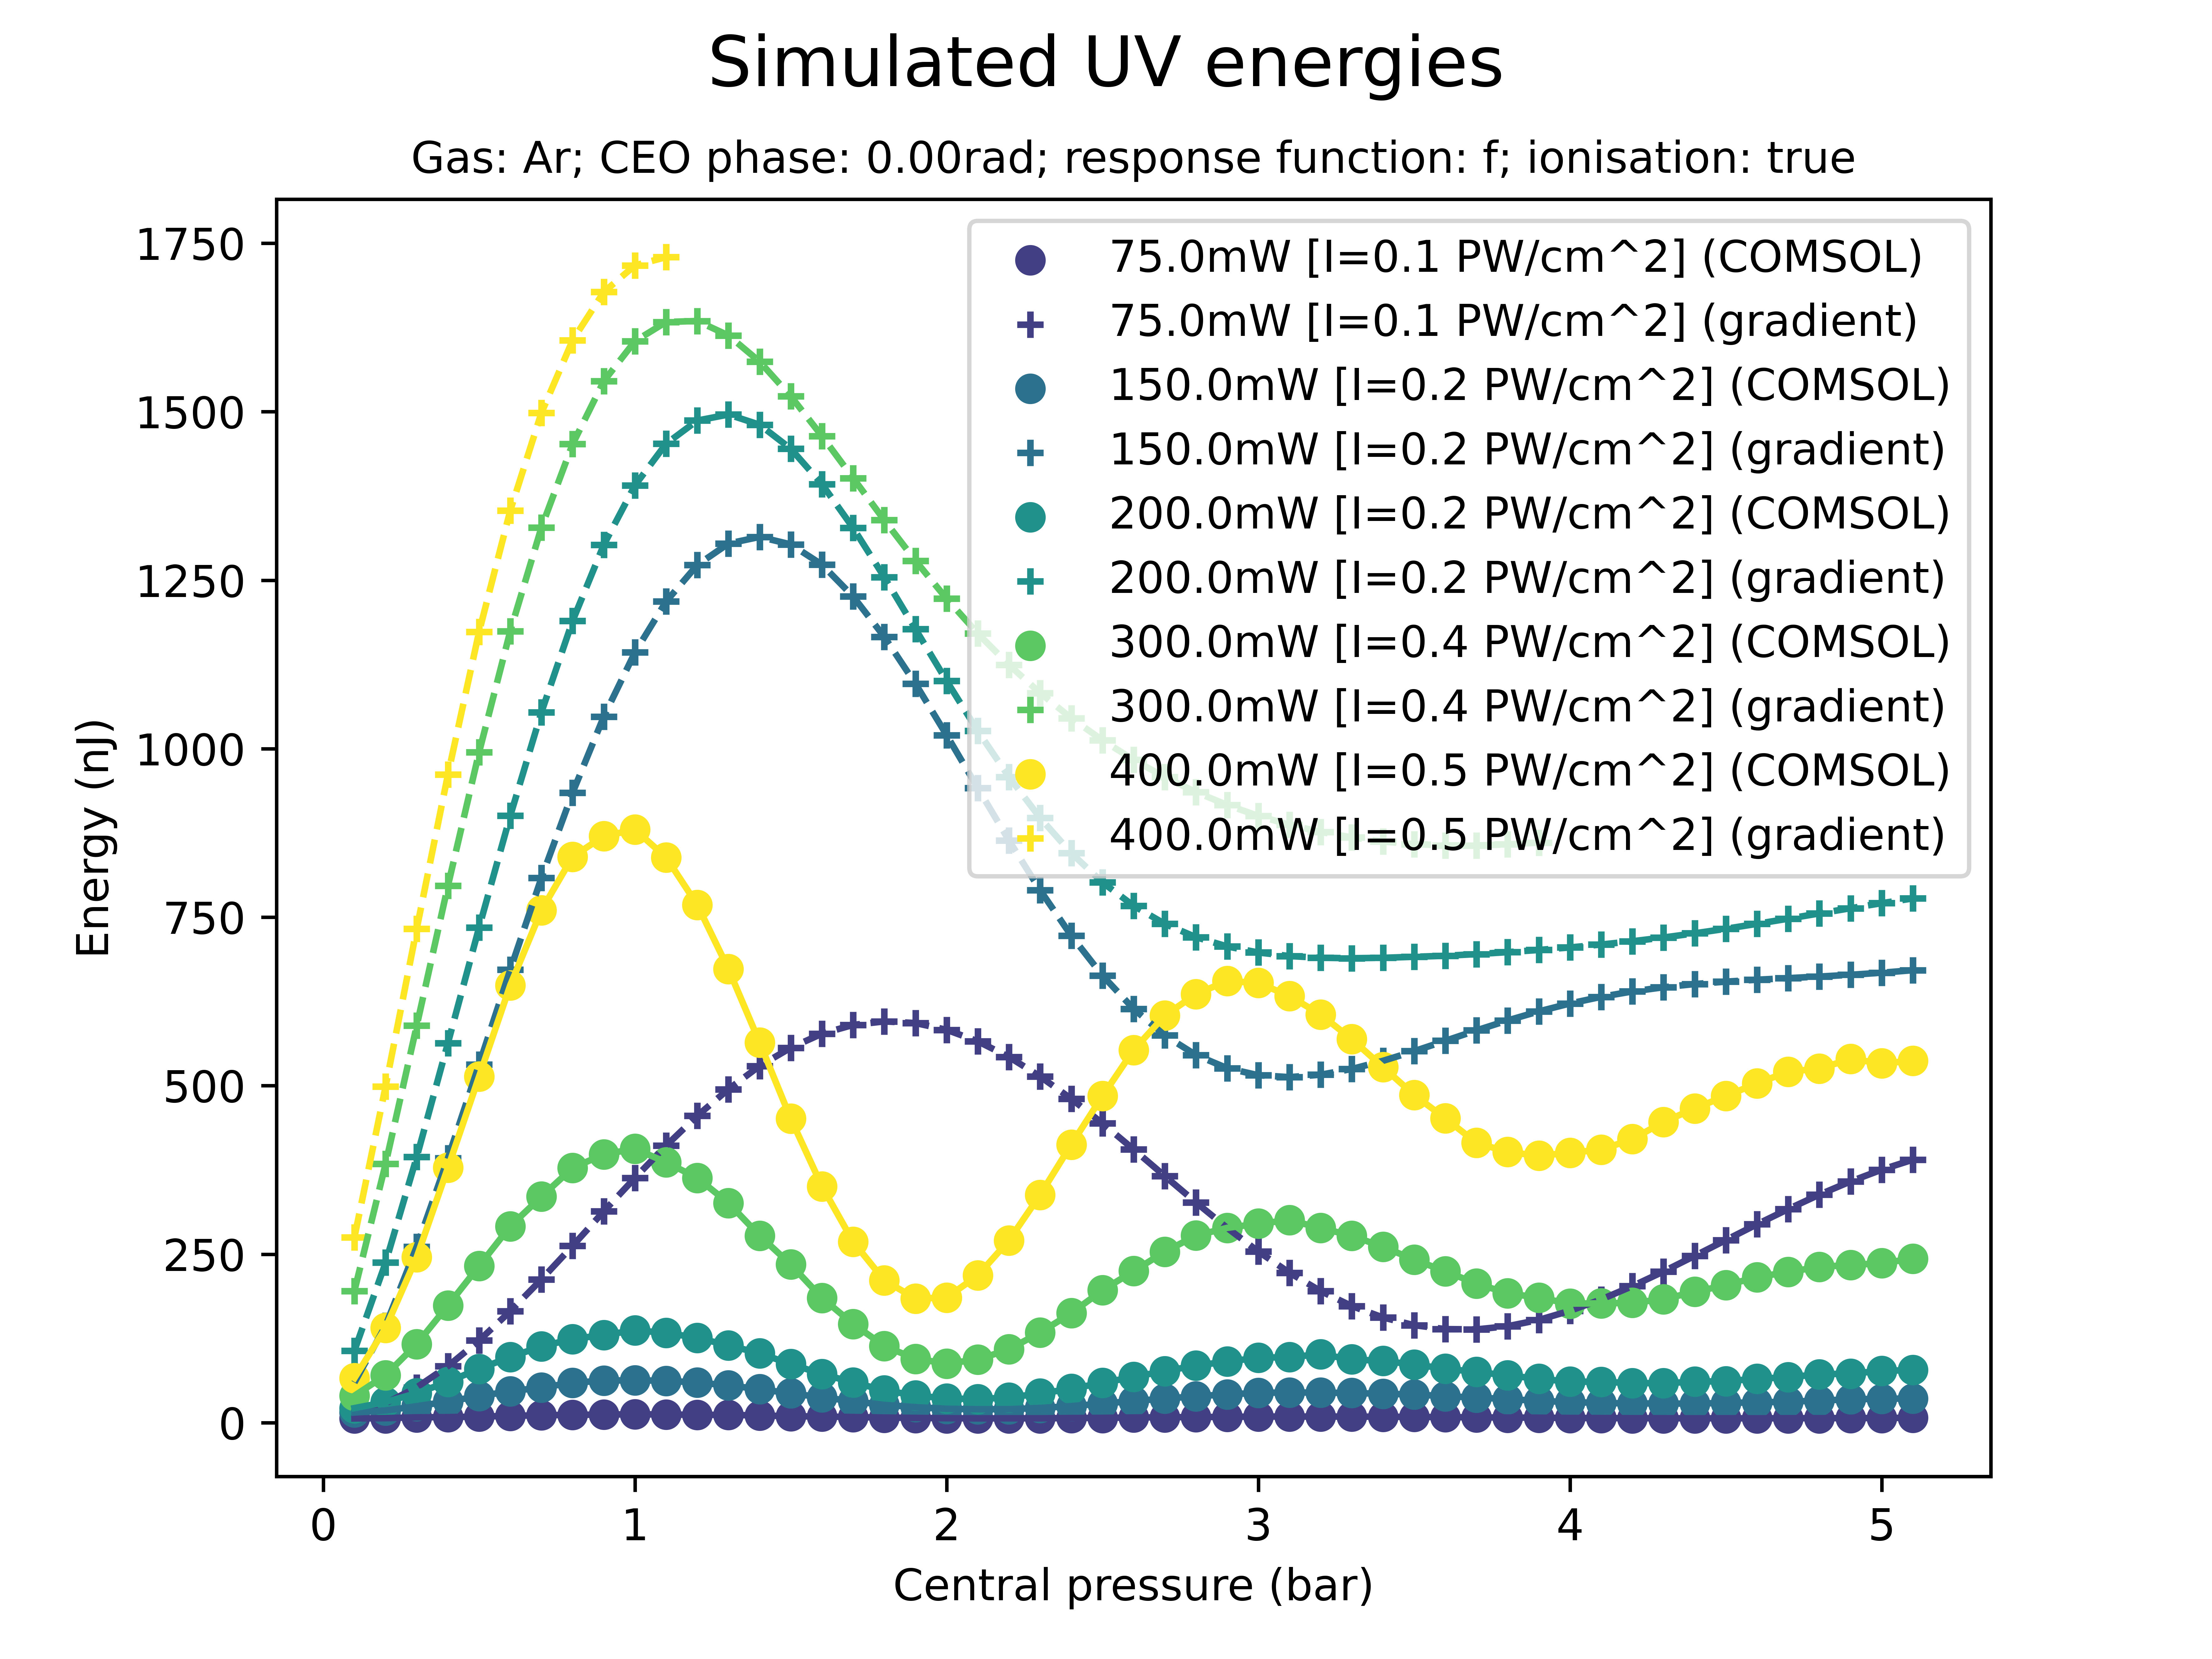 Simulated UV energies
Gas: Ar; CEO phase: 0.00rad; response function: f; ionisation: true
1750
1500
1250
1000
750
500
250
0
Energy (nJ)
75.0mW [I=0.1 PW/cm^2] (COMSOL)
75.0mW [I=0.1 PW/cm^2] (gradient)
150.0mW [I=0.2 PW/cm^2] (COMSOL)
150.0mW [I=0.2 PW/cm^2] (gradient)
200.0mW [I=0.2 PW/cm^2] (COMSOL)
200.0mW [I=0.2 PW/cm^2] (gradient)
300.0mW [I=0.4 PW/cm^2] (COMSOL)
300.0mW [I=0.4 PW/cm^2] (gradient)
400.0mW [I=0.5 PW/cm^2] (COMSOL)
400.0mW [I=0.5 PW/cm^2] (gradient)
0 1 2 3 4 5
Central pressure (bar)